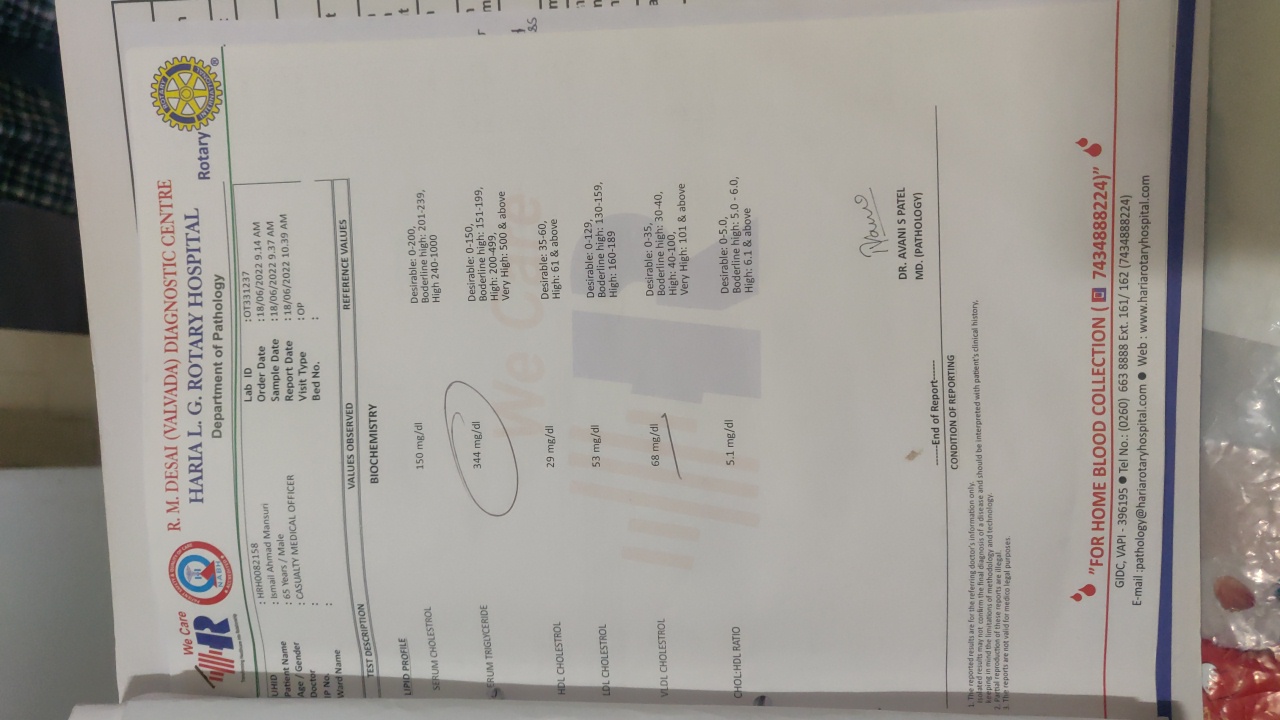 We Care
R
Transforming Healthcare the Rotary way
NABH
ACCREDITED
R. M. DESAI (VALVADA) DIAGNOSTIC CENTRE
HARIA L. G. ROTARY HOSPITAL
Department of Pathology
Rotary
ROTARY
INTERNATIONAL
UHID : HRH0082158
Patient Name : Ismail Ahmad Mansuri
Age / Gender : 65 Years / Male
Doctor : CASUALTY MEDICAL OFFICER
IP No. :
Ward Name :
Lab ID :OT331237
Order Date :18/06/2022 9.14 AM
Sample Date :18/06/2022 9.37 AM
Report Date :18/06/2022 10.39 AM
Visit Type :OP
Bed No. :
TEST DESCRIPTION VALUES OBSERVED REFERENCE VALUES
BIOCHEMISTRY
LIPID PROFILE
SERUM CHOLESTROL 150 mg/dl Desirable: 0-200,
Boderline high: 201-239,
High 240-1000
SERUM TRIGLYCERIDE 344 mg/dl Desirable: 0-150,
Boderline high: 151-199,
High: 200-499,
Very High: 500 & above
We Care
R
HDL CHOLESTROL 29 mg/dl Desirable: 35-60,
High: 61 & above
LDL CHOLESTROL 53 mg/dl Desirable: 0-129,
Boderline high: 130-159,
High: 160-189
VLDL CHOLESTROL 68 mg/dl Desirable: 0-35,
Boderline high: 30-40,
High: 40-100,
Very High: 101 & above
CHOL:HDL RATIO 5.1 mg/dl Desirable: 0-5.0,
Boderline high: 5.0 - 6.0,
High: 6.1 & above
DR. AVANI S PATEL
MD. (PATHOLOGY)
------End of Report------
CONDITION OF REPORTING
1. The reported results are for the referring doctor's information only.
Isolated results may not confirm the final diagnosis of a disease and should be interpreted with patient's clinical history,
keeping in mind the limitations of methodology and technology.
2. Partial reproduction of these reports are illegal.
3. The reports are not valid for medico legal purposes.
"FOR HOME BLOOD COLLECTION ( 7434888224)"
GIDC, VAPI - 396195 ● Tel No.: (0260) 663 8888 Ext. 161/ 162 (7434888224)
E-mail :pathology@hariarotaryhospital.com ● Web : www.hariarotaryhospital.com